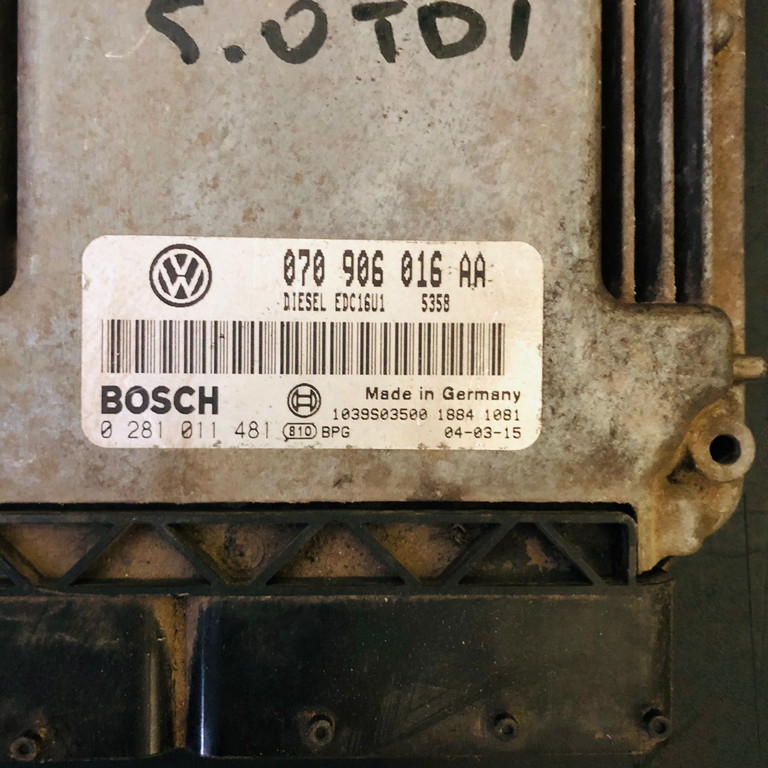 5.0TDI
VW
070 906 016 AA
DIESEL EDC16U1 5358
BOSCH
Made in Germany
1039S03500 1884 1081
0 281 011 481 810 BPG 04-03-15